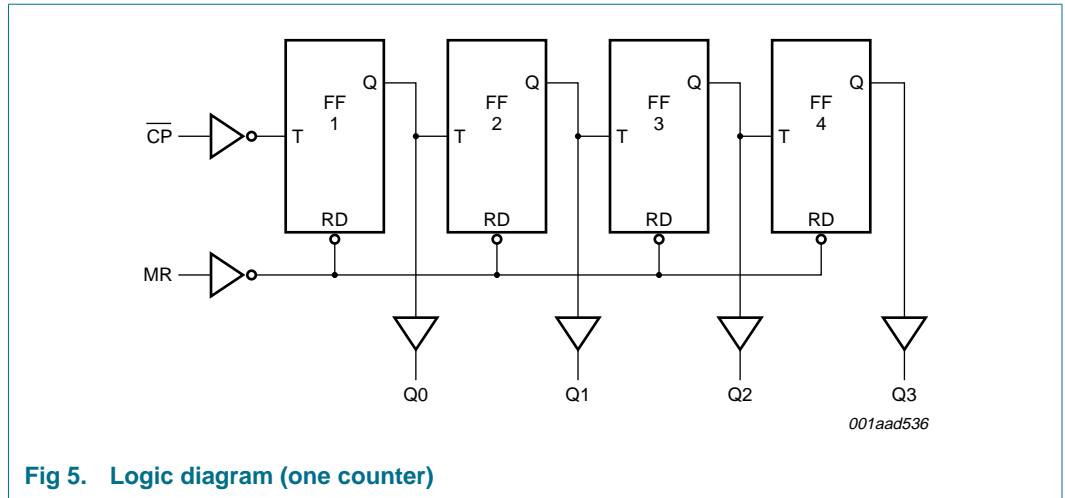 Q Q Q Q
FF FF FF FF
1 2 3 4
C̅P̅ T T T T
RD RD RD RD
MR
Q0 Q1 Q2 Q3
001aad536
Fig 5. Logic diagram (one counter)